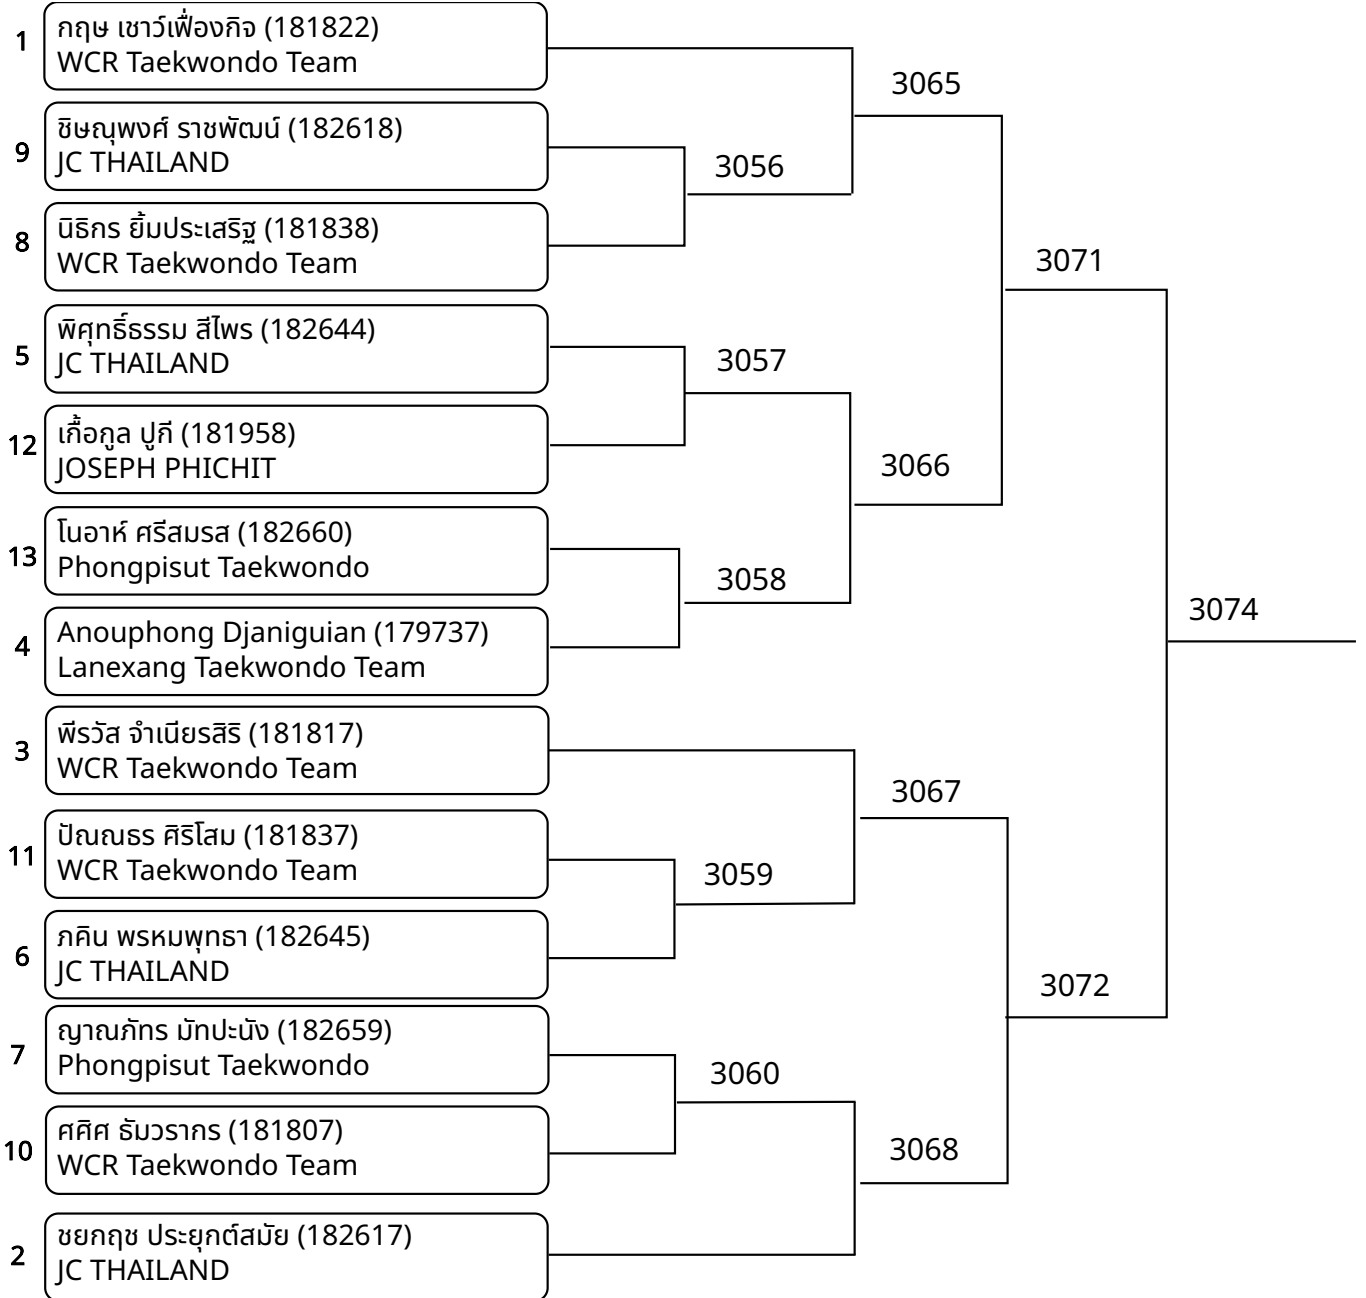 1
กฤษ เชาว์เฟื่องกิจ (181822)
WCR Taekwondo Team
9
ชิษณุพงศ์ ราชพัฒน์ (182618)
JC THAILAND
8
นิธิกร ยิ้มประเสริฐ (181838)
WCR Taekwondo Team
5
พิศุทธิ์ธรรม สีไพร (182644)
JC THAILAND
12
เกื้อกูล ปูกี (181958)
JOSEPH PHICHIT
13
โนอาห์ ศรีสมรส (182660)
Phongpisut Taekwondo
4
Anouphong Djaniguian (179737)
Lanexang Taekwondo Team
3
พีรวัส จำเนียรสิริ (181817)
WCR Taekwondo Team
11
ปัณณธร ศิริโสม (181837)
WCR Taekwondo Team
6
ภคิน พรหมพุทธา (182645)
JC THAILAND
7
ญาณภัทร มัทปะนัง (182659)
Phongpisut Taekwondo
10
ศศิศ ธัมวรากร (181807)
WCR Taekwondo Team
2
ชยกฤช ประยุกต์สมัย (182617)
JC THAILAND
3056
3057
3058
3059
3060
3065
3066
3067
3068
3071
3072
3074